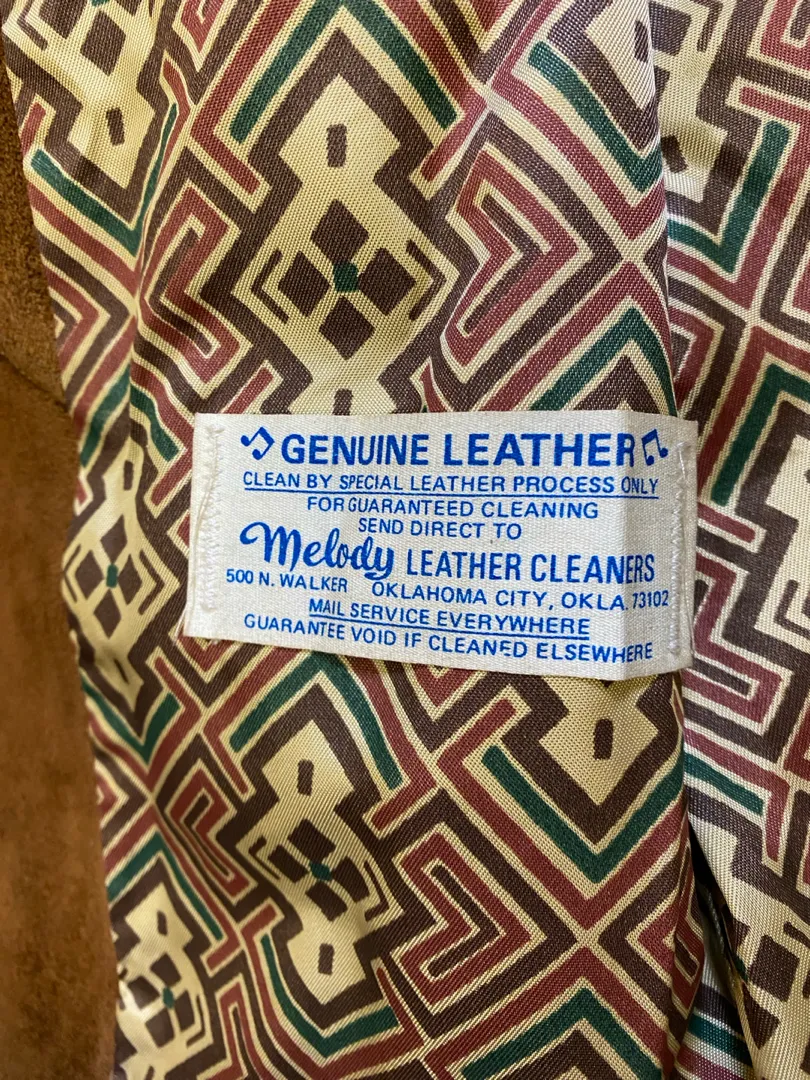 GENUINE LEATHER
CLEAN BY SPECIAL LEATHER PROCESS ONLY
FOR GUARANTEED CLEANING
SEND DIRECT TO
Melody LEATHER CLEANERS
500 N. WALKER OKLAHOMA CITY, OKLA. 73102
MAIL SERVICE EVERYWHERE
GUARANTEE VOID IF CLEANED ELSEWHERE